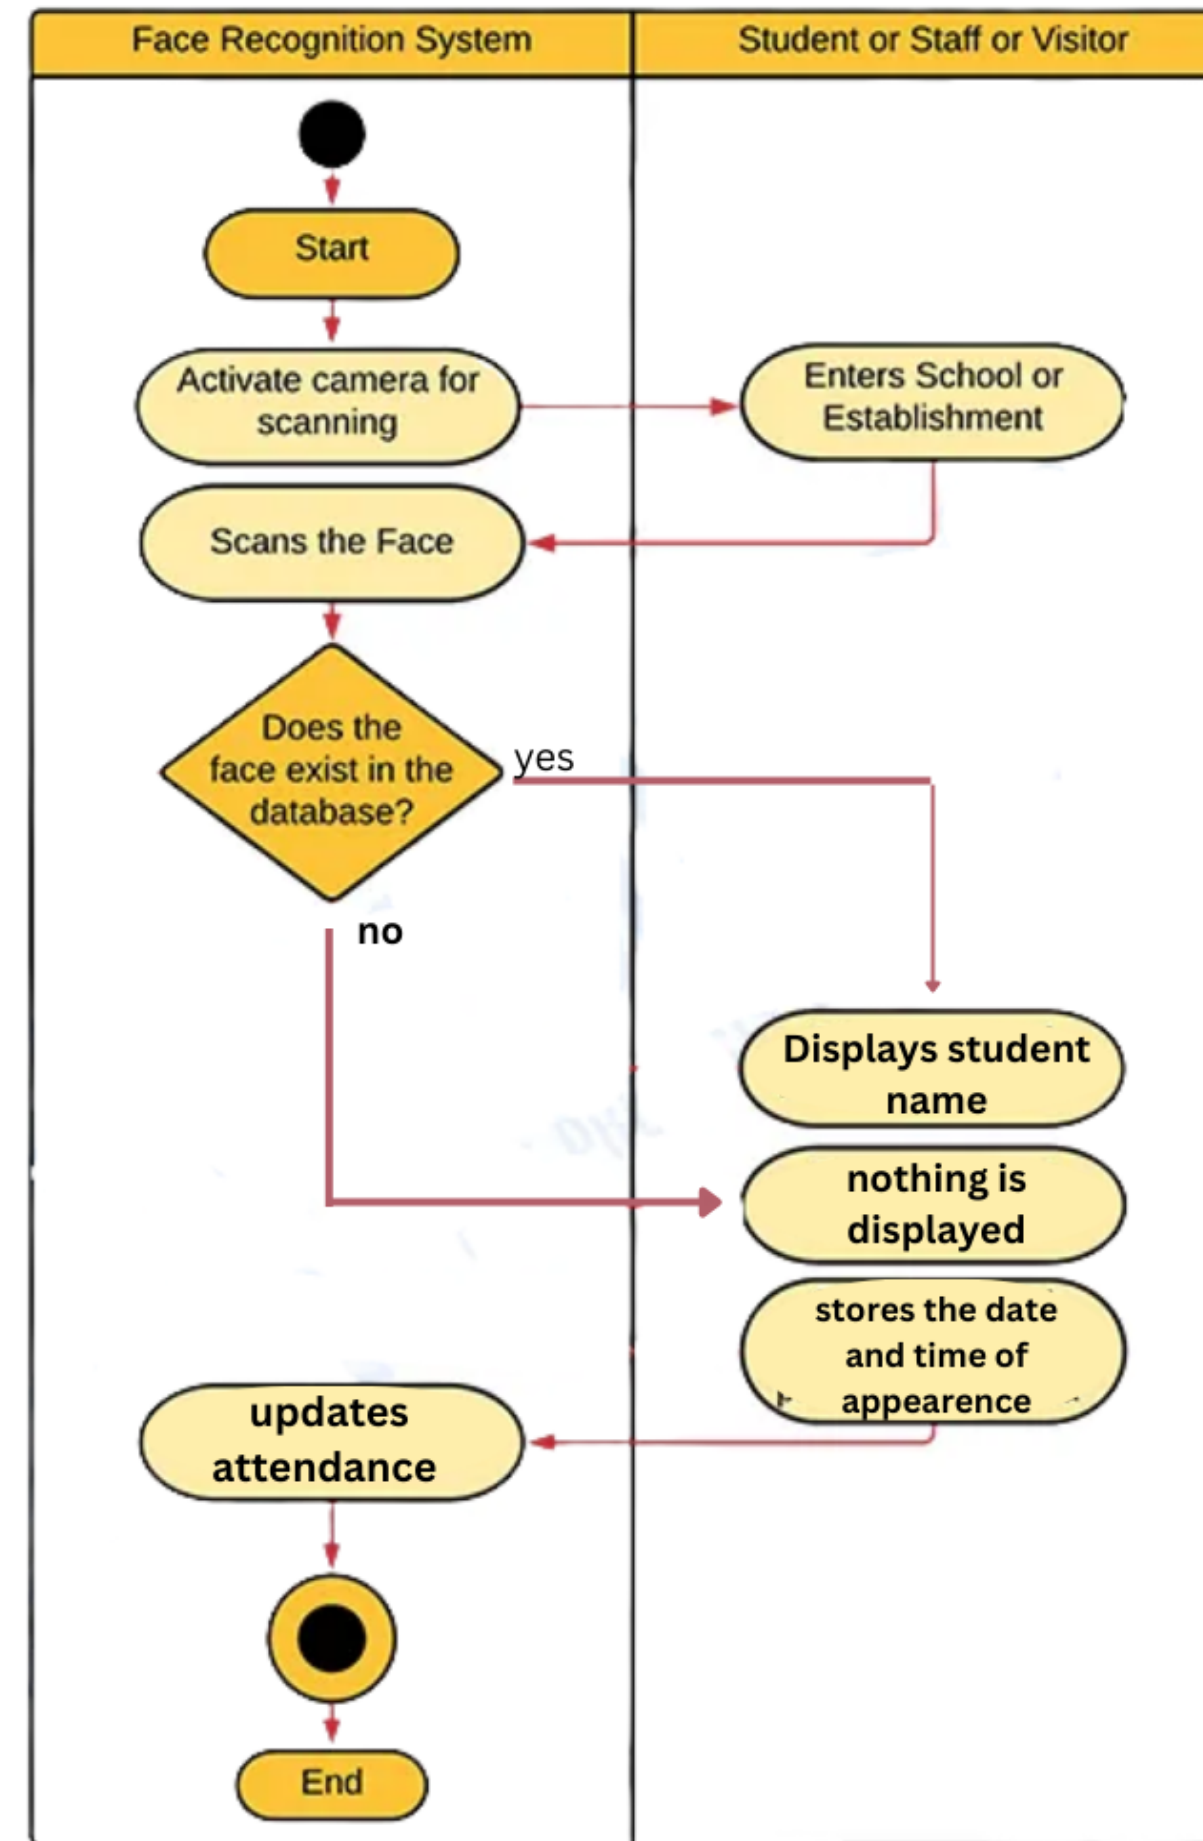 Face Recognition System
Student or Staff or Visitor
Start
Activate camera for
scanning
Enters School or
Establishment
Scans the Face
Does the
face exist in the
database?
yes
no
Displays student
name
nothing is
displayed
stores the date
and time of
appearence
updates
attendance
End